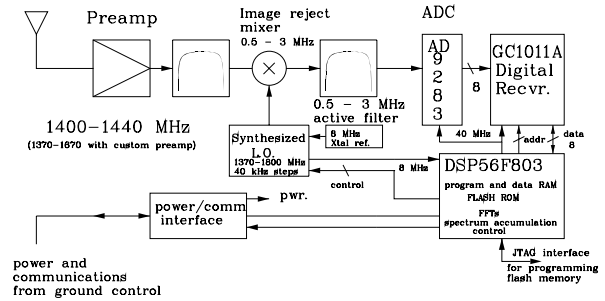 Preamp
Image reject
mixer
0.5 - 3 MHz
ADC
AD
9
2
8
3
8
GC1011A
Digital
Recvr.
0.5 - 3 MHz
active filter
1400-1440 MHz
(1370-1670 with custom preamp)
Synthesized
L.O.
1370-1800 MHz
40 kHz steps
8 MHz
Xtal ref.
40 MHz
addr
data
8
8 MHz
control
DSP56F803
program and data RAM
FLASH ROM
FFTs
spectrum accumulation
control
power/comm
interface
pwr.
power and
communications
from ground control
JTAG interface
for programming
flash memory